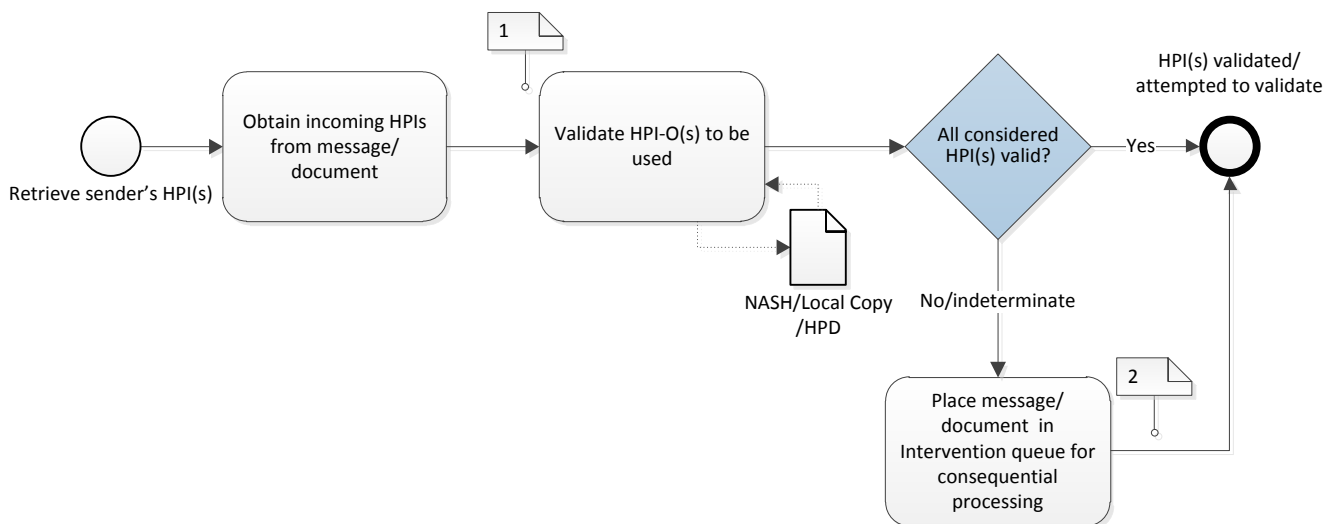 1
HPI(s) validated/
attempted to validate
Obtain incoming HPIs
from message/
document
Validate HPI-O(s) to be
used
All considered
HPI(s) valid?
Yes
Retrieve sender’s HPI(s)
NASH/Local Copy
/HPD
No/indeterminate
2
Place message/
document in
Intervention queue for
consequential
processing